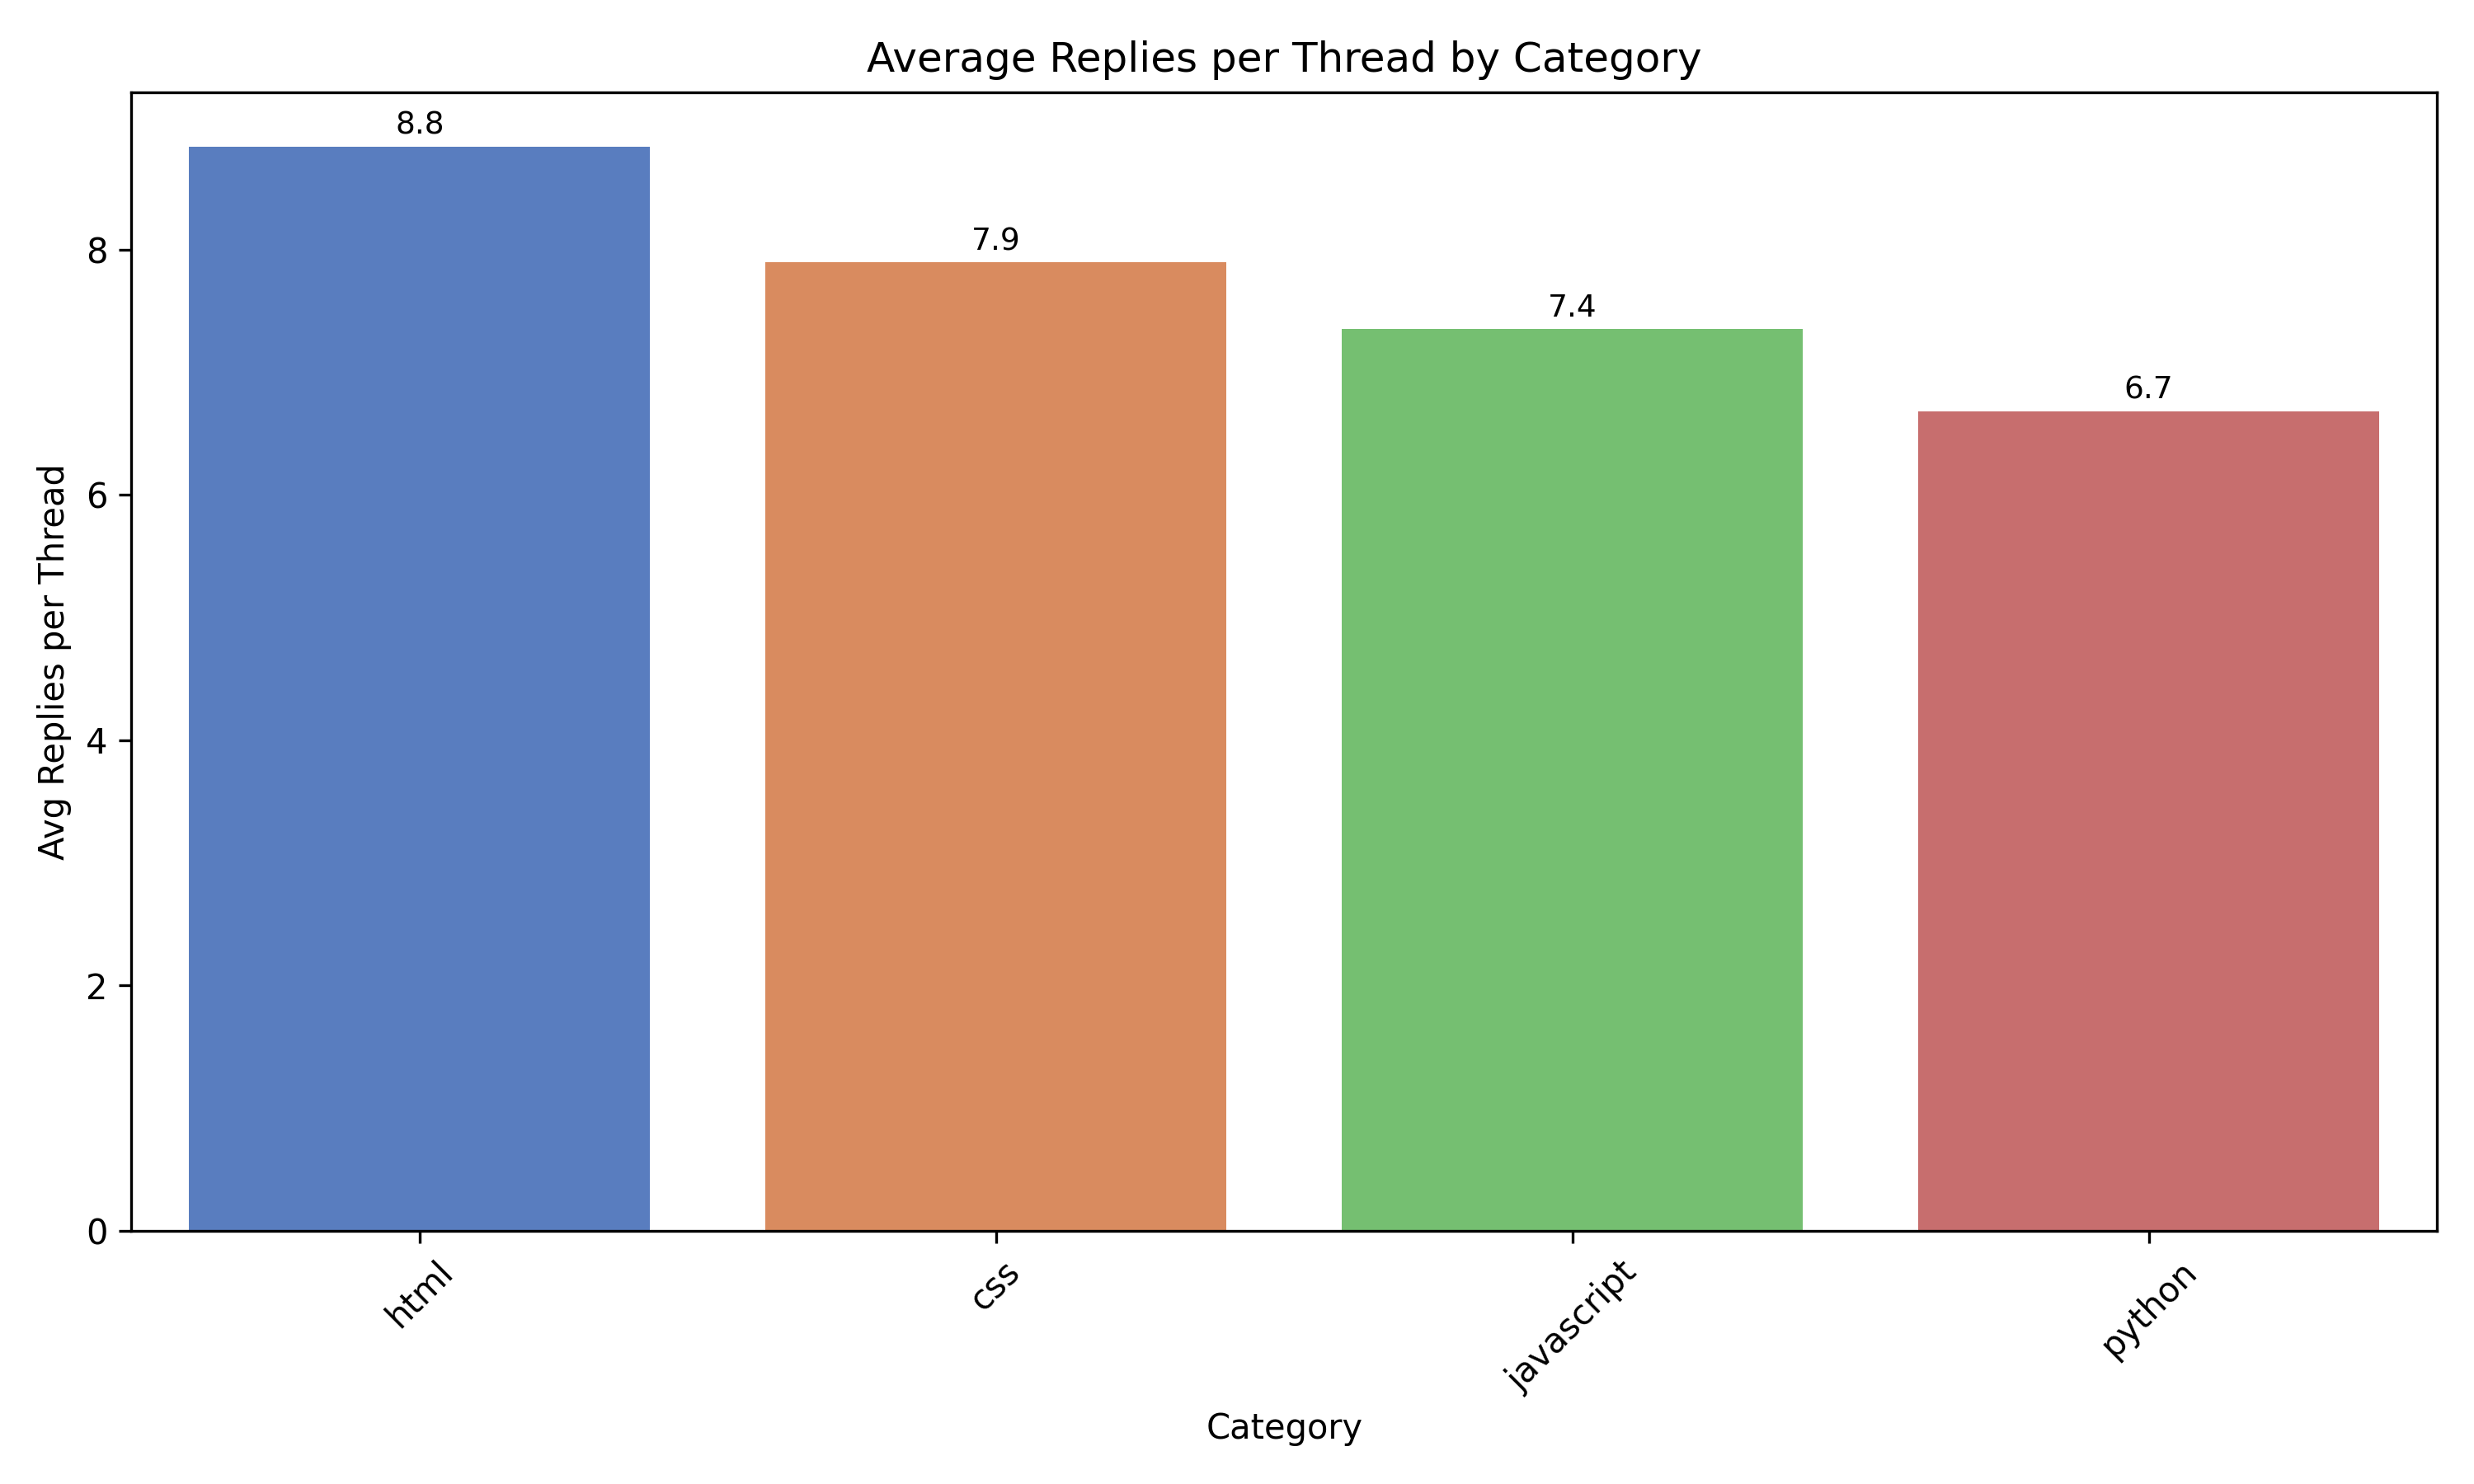 Average Replies per Thread by Category
8.8
7.9
7.4
6.7
8
6
4
2
0
Avg Replies per Thread
html
css
javascript
python
Category